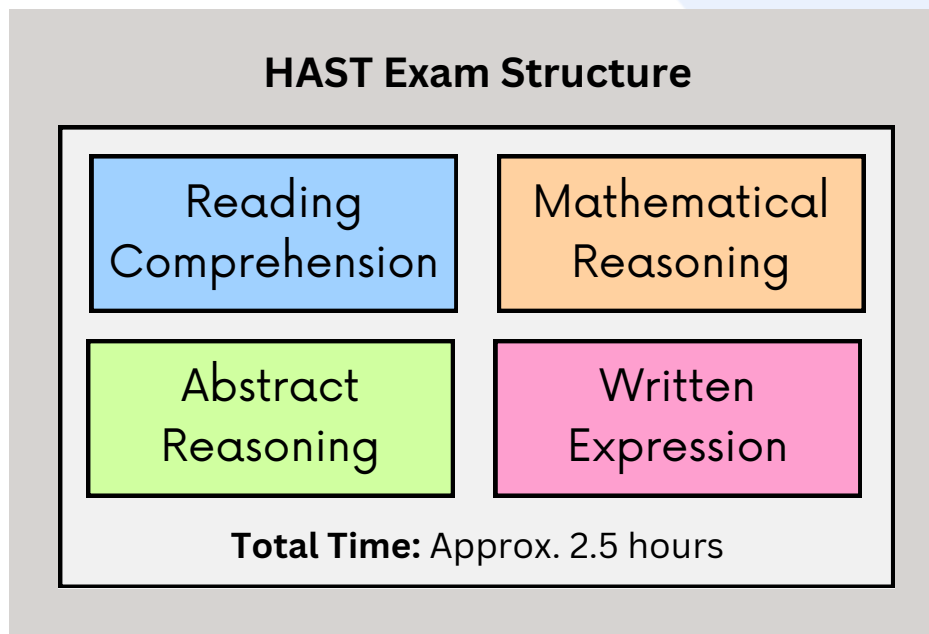 HAST Exam Structure
Reading
Comprehension
Mathematical
Reasoning
Abstract
Reasoning
Written
Expression
Total Time: Approx. 2.5 hours